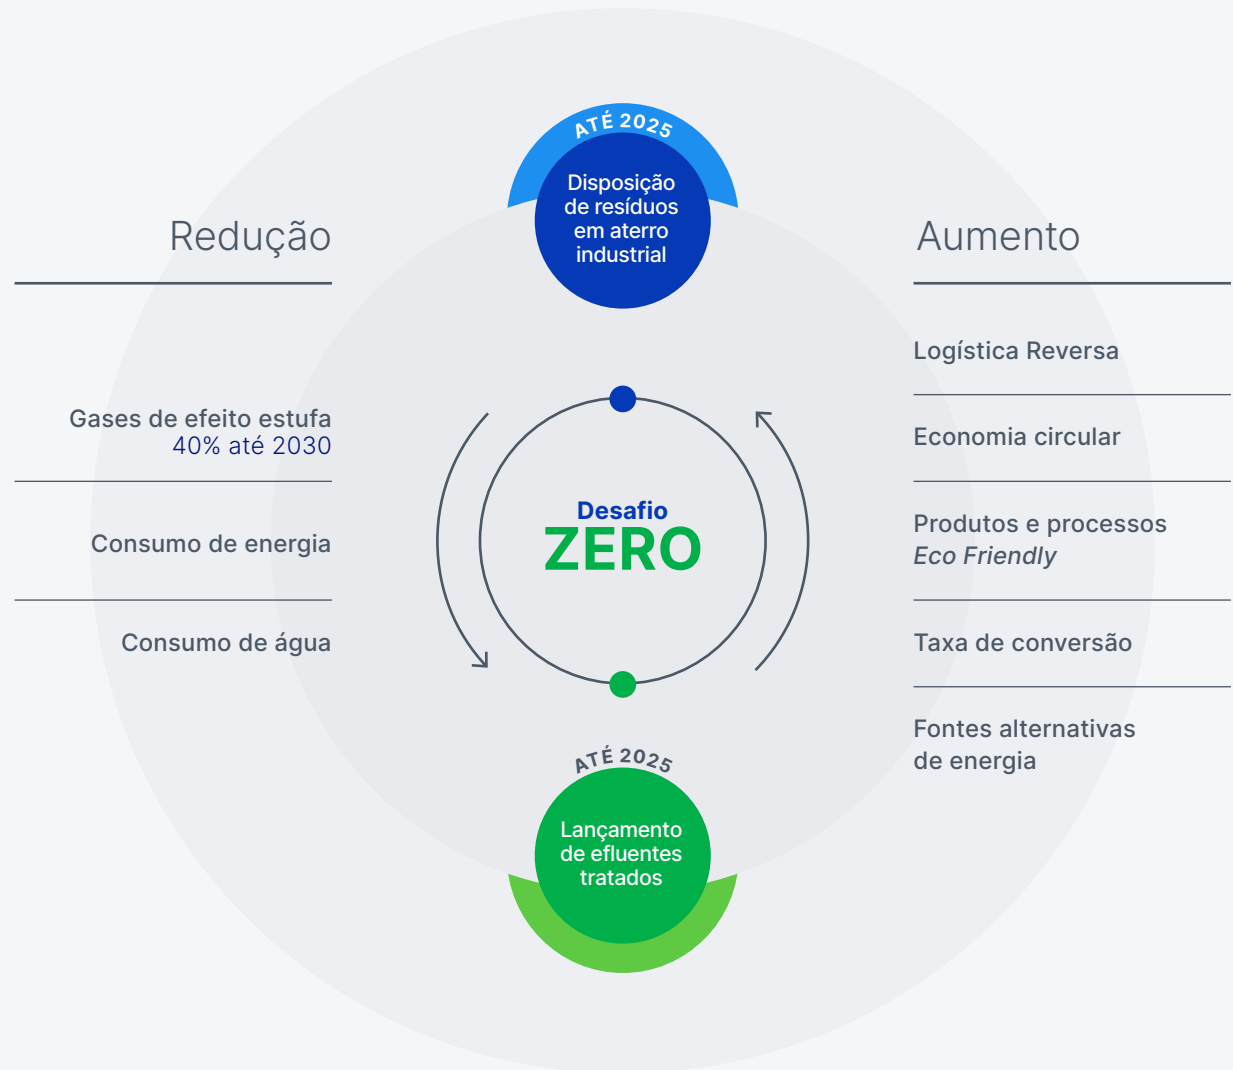 ATÉ 2025
Disposição
de resíduos
em aterro
industrial
Redução
Gases de efeito estufa
40% até 2030
Consumo de energia
Consumo de água
Desafio
ZERO
Aumento
Logística Reversa
Economia circular
Produtos e processos
Eco Friendly
Taxa de conversão
Fontes alternativas
de energia
ATÉ 2025
Lançamento
de efluentes
tratados